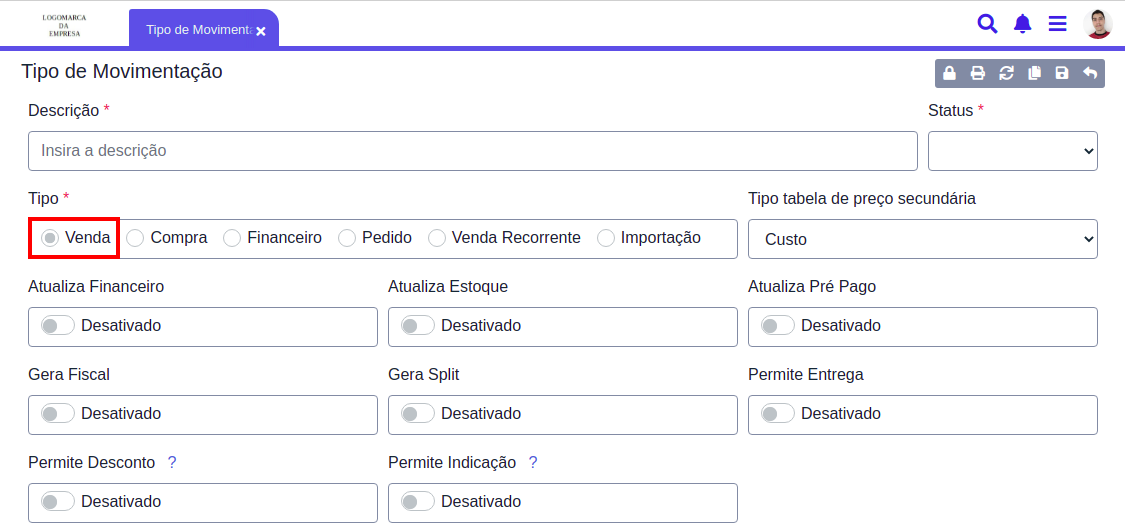 LOGOMARCA
DA
EMPRESA
Tipo de Movimenta
Tipo de Movimentação
Descrição *
Status *
Insira a descrição
Tipo *
Tipo tabela de preço secundária
Venda Compra Financeiro Pedido Venda Recorrente Importação
Custo
Atualiza Financeiro
Atualiza Estoque
Atualiza Pré Pago
Desativado
Desativado
Desativado
Gera Fiscal
Gera Split
Permite Entrega
Desativado
Desativado
Desativado
Permite Desconto ?
Permite Indicação ?
Desativado
Desativado